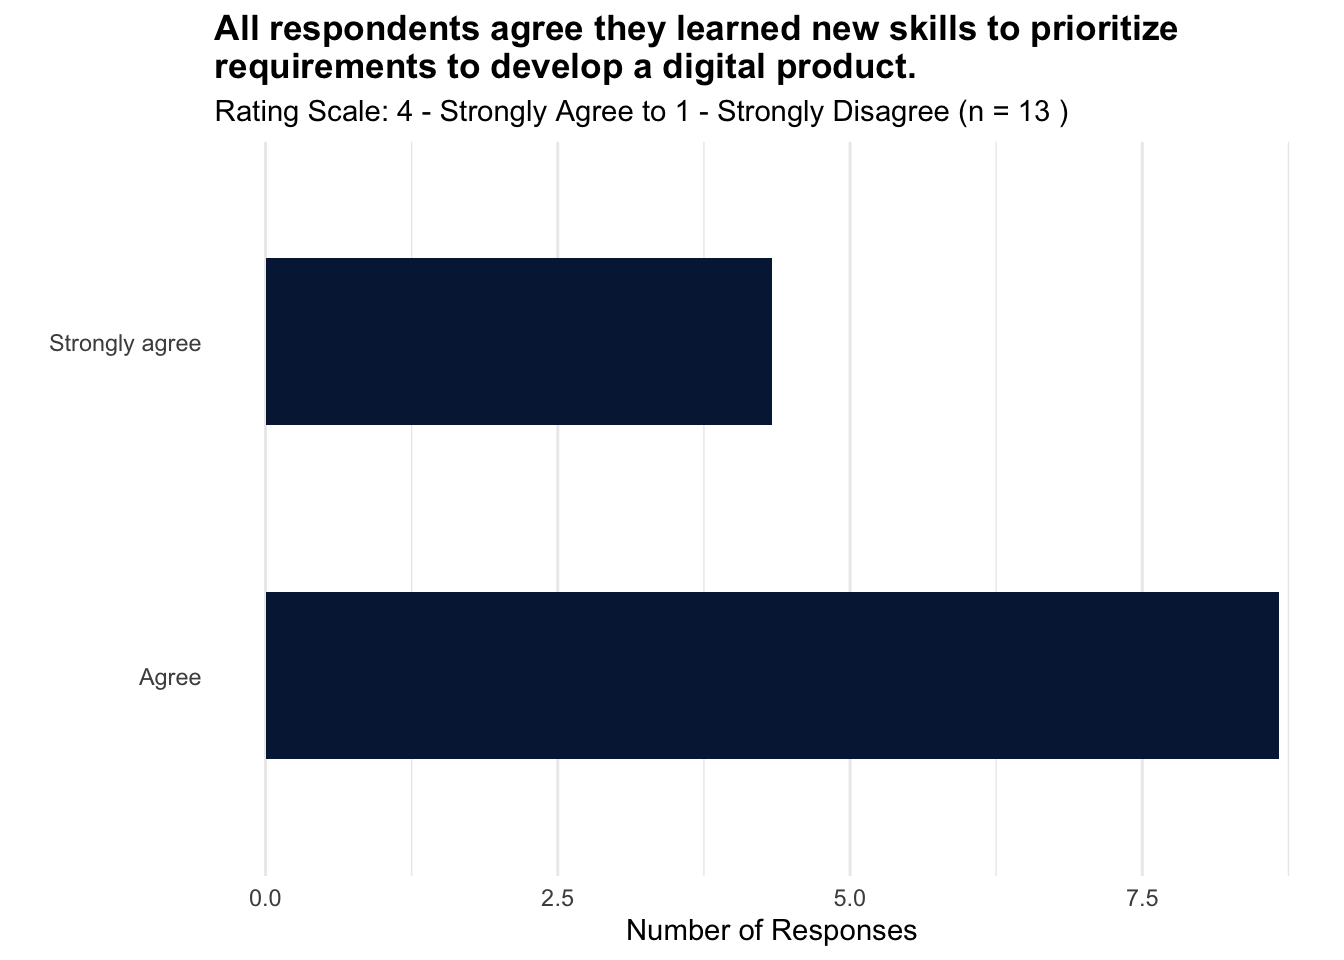 All respondents agree they learned new skills to prioritize
requirements to develop a digital product.
Rating Scale: 4 - Strongly Agree to 1 - Strongly Disagree (n = 13 )
Strongly agree
Agree
0.0 2.5 5.0 7.5
Number of Responses